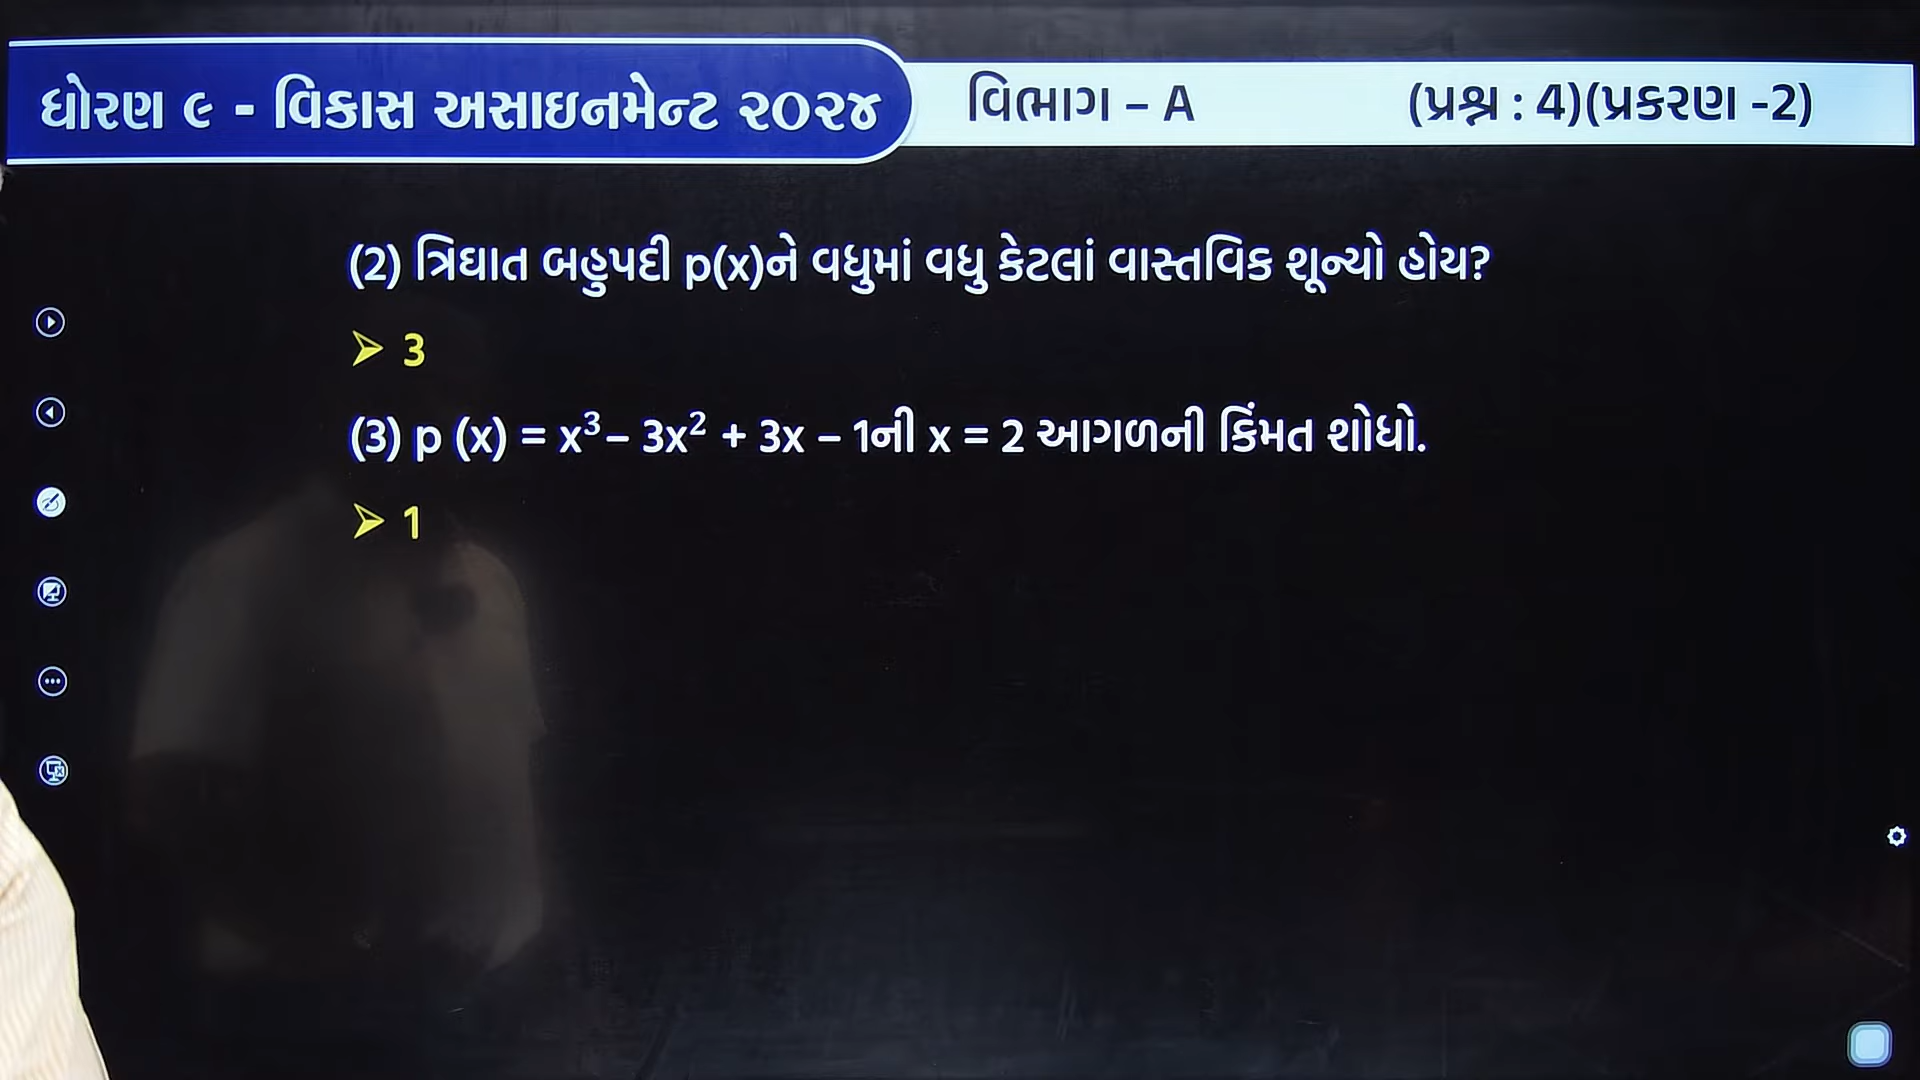 ધોરણ ૯ - વિકાસ અસાઇનમેન્ટ ૨૦૨૪
વિભાગ – A
(પ્રશ્ન : 4)(પ્રકરણ -2)
(2) ત્રિઘાત બહુપદી p(x)ને વધુમાં વધુ કેટલાં વાસ્તવિક શૂન્યો હોય?
➢ 3
(3) p (x) = x³– 3x² + 3x – 1ની x = 2 આગળની કિંમત શોધો.
➢ 1